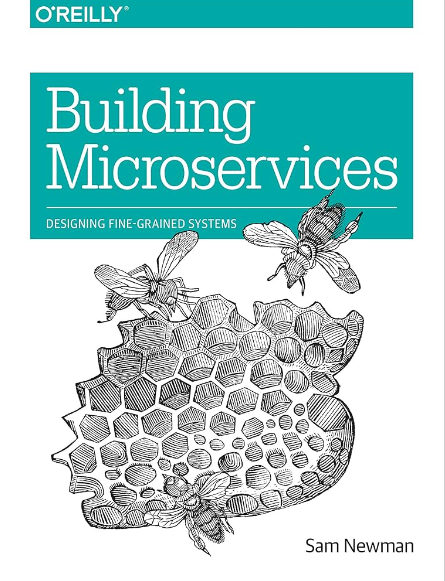 O'REILLY®
Building
Microservices
DESIGNING FINE-GRAINED SYSTEMS
Sam Newman